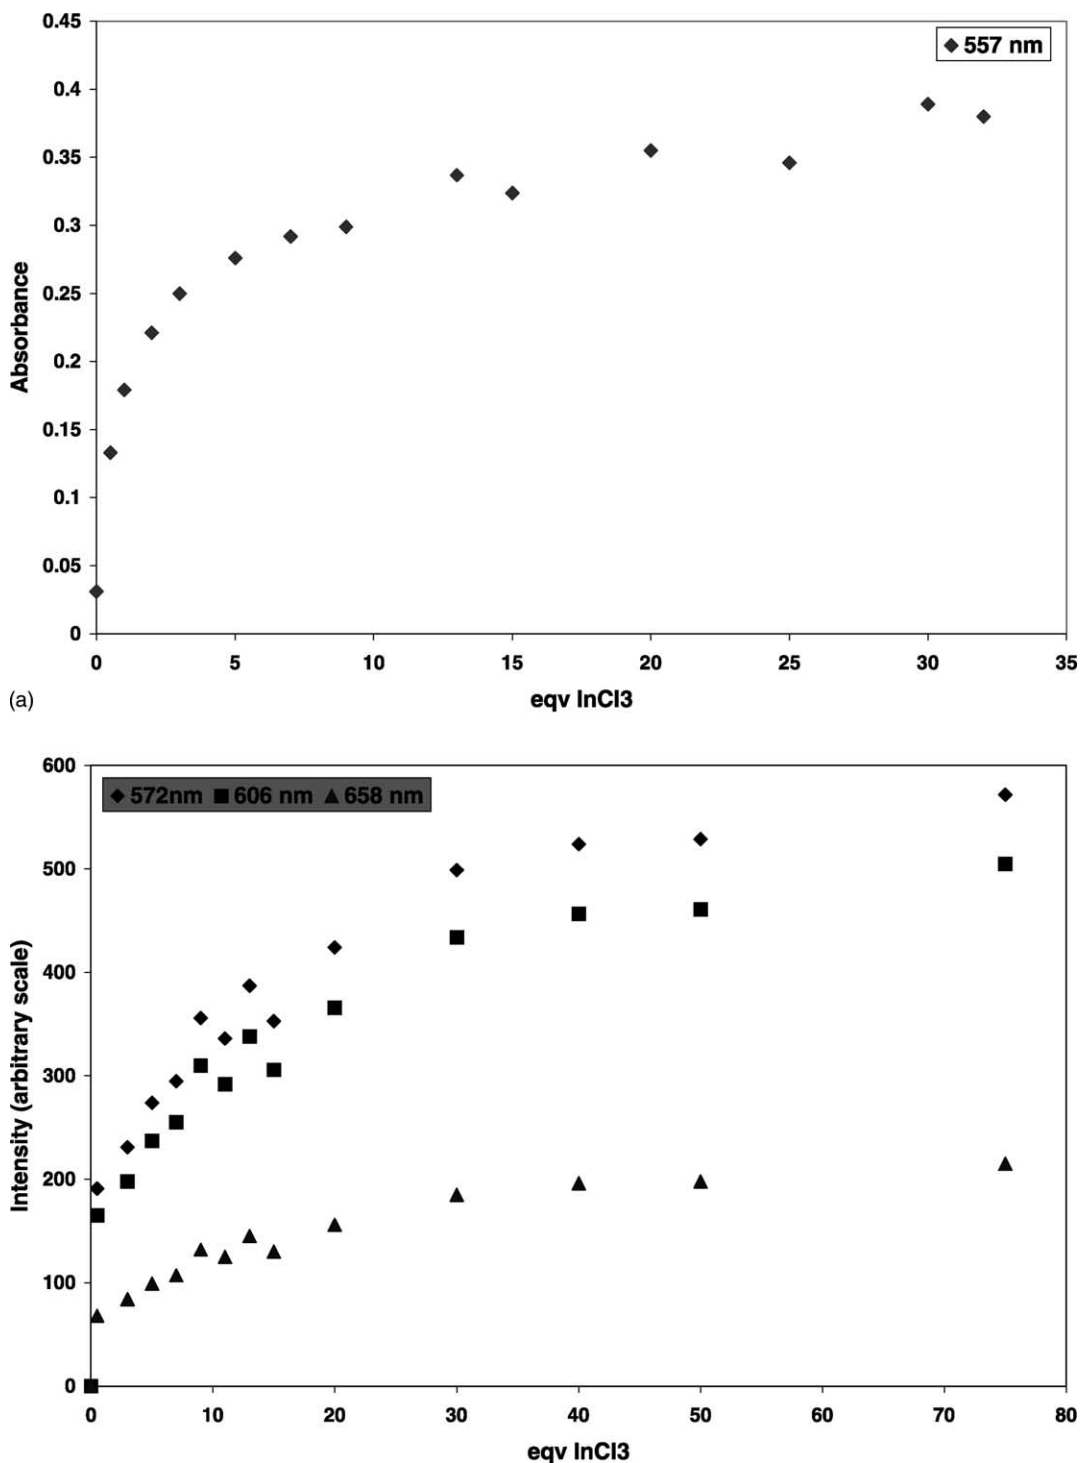 0.45
557 nm
0.4
0.35
0.3
0.25
0.2
0.15
0.1
0.05
0
Absorbance
0 5 10 15 20 25 30 35
(a)
eqv InCl3
600
572nm 606 nm 658 nm
500
400
300
200
100
0
Intensity (arbitrary scale)
0 10 20 30 40 50 60 70 80
eqv InCl3